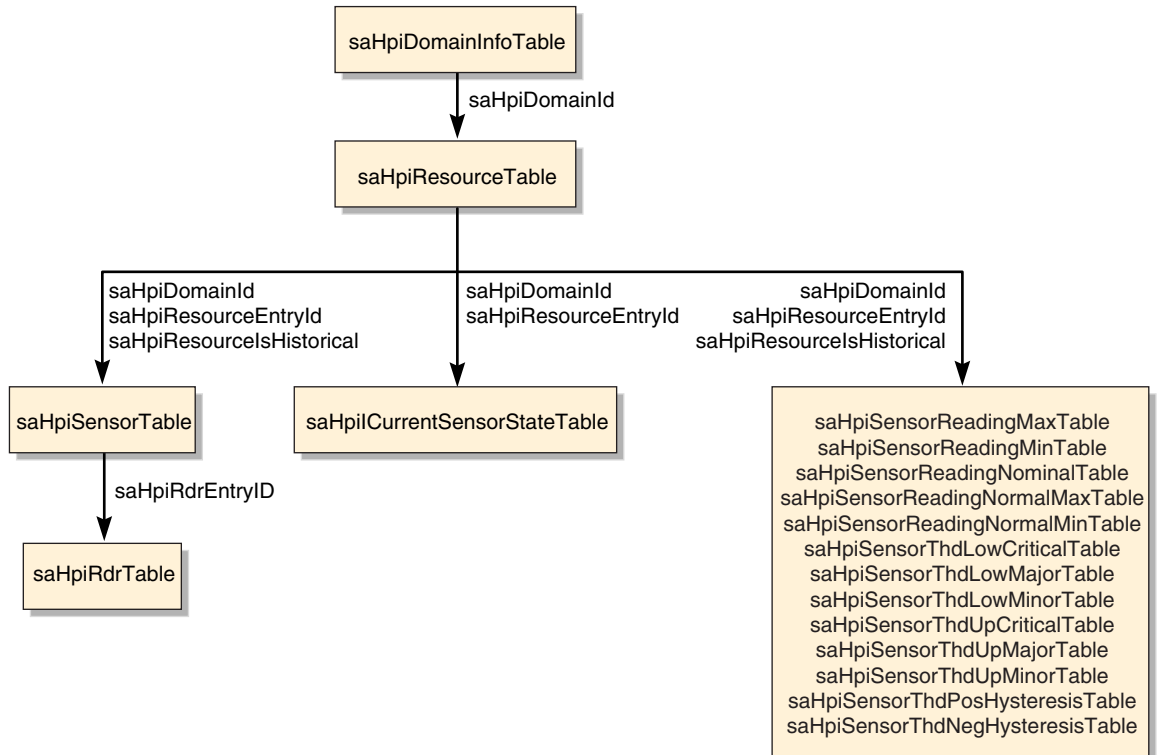 saHpiDomainInfoTable
saHpiDomainId
saHpiResourceTable
saHpiDomainId
saHpiResourceEntryId
saHpiResourceIsHistorical
saHpiDomainId
saHpiResourceEntryId
saHpiDomainId
saHpiResourceEntryId
saHpiResourceIsHistorical
saHpiSensorTable
saHpiICurrentSensorStateTable
saHpiRdrEntryID
saHpiRdrTable
saHpiSensorReadingMaxTable
saHpiSensorReadingMinTable
saHpiSensorReadingNominalTable
saHpiSensorReadingNormalMaxTable
saHpiSensorReadingNormalMinTable
saHpiSensorThdLowCriticalTable
saHpiSensorThdLowMajorTable
saHpiSensorThdLowMinorTable
saHpiSensorThdUpCriticalTable
saHpiSensorThdUpMajorTable
saHpiSensorThdUpMinorTable
saHpiSensorThdPosHysteresisTable
saHpiSensorThdNegHysteresisTable